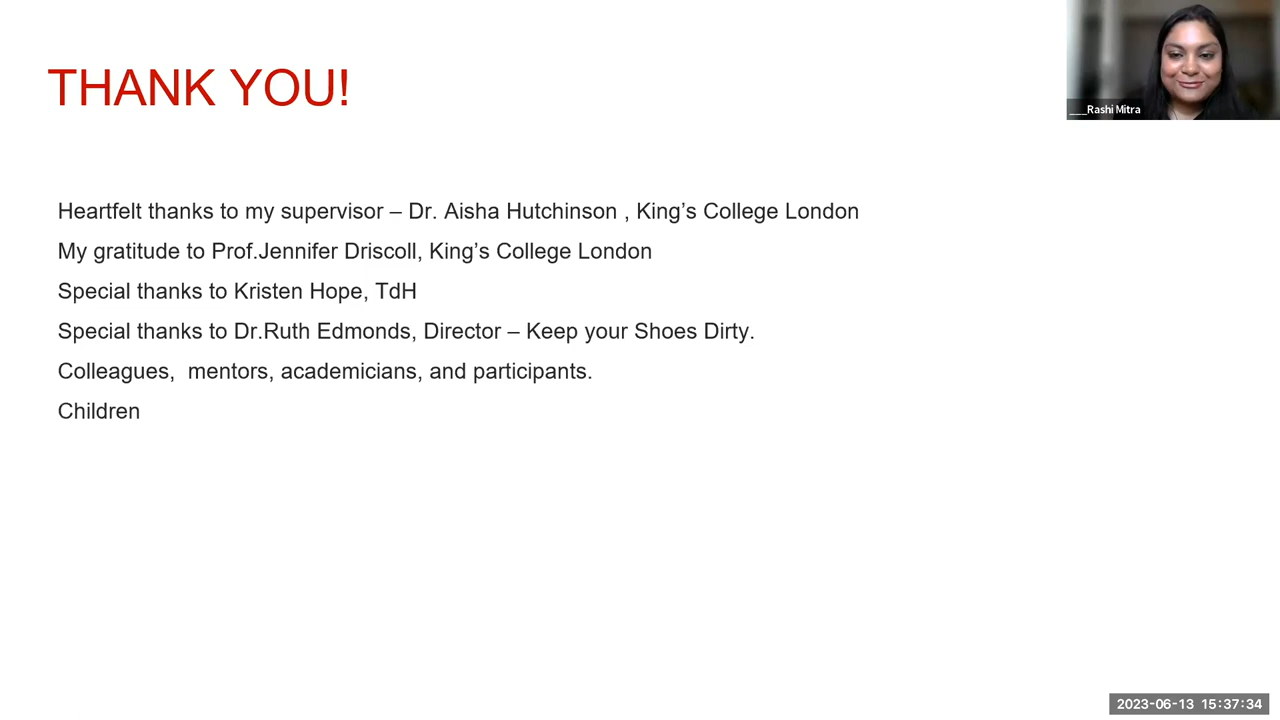 THANK YOU!
___Rashi Mitra
Heartfelt thanks to my supervisor – Dr. Aisha Hutchinson , King’s College London
My gratitude to Prof.Jennifer Driscoll, King’s College London
Special thanks to Kristen Hope, TdH
Special thanks to Dr.Ruth Edmonds, Director – Keep your Shoes Dirty.
Colleagues,  mentors, academicians, and participants.
Children
2023-06-13 15:37:34